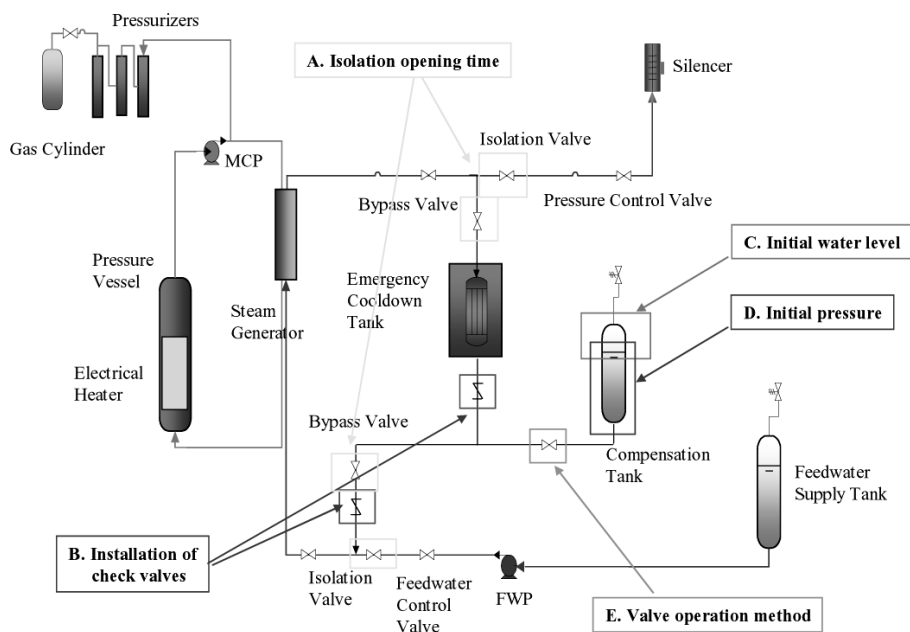 Pressurizers
A. Isolation opening time
Silencer
Gas Cylinder
MCP
Isolation Valve
Bypass Valve
Pressure Control Valve
C. Initial water level
Pressure
Vessel
Emergency
Cooldown
Tank
Steam
Generator
D. Initial pressure
Electrical
Heater
Bypass Valve
Compensation
Tank
Feedwater
Supply Tank
B. Installation of
check valves
Isolation
Valve
Feedwater
Control
Valve
FWP
E. Valve operation method